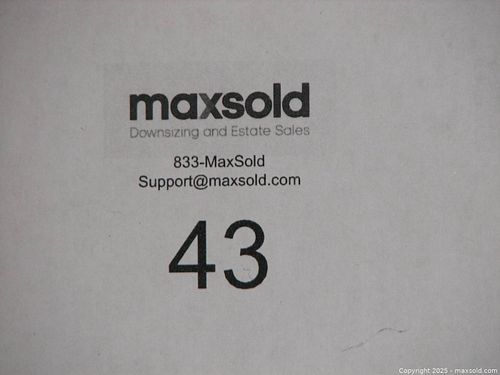 maxsold
Downsizing and Estate Sales
833-MaxSold
Support@maxsold.com
43
Copyright 2025 - maxsold.com